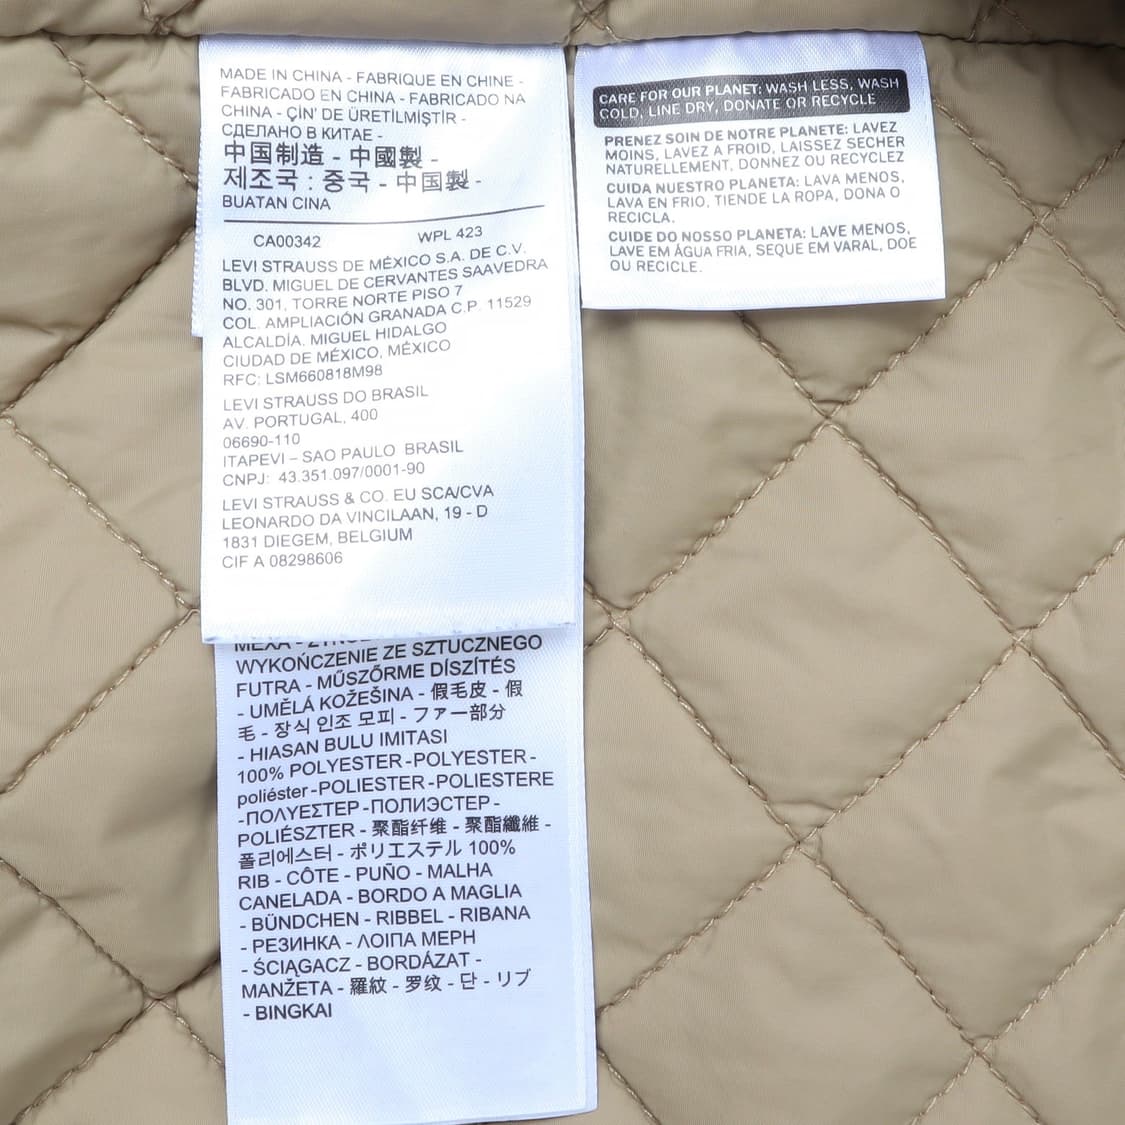 MADE IN CHINA - FABRIQUE EN CHINE -
FABRICADO EN CHINA - FABRICADO NA
CHINA - ÇİN' DE ÜRETİLMİŞTİR -
СДЕЛАНО В КИТАЕ -
中国制造 - 中國製 -
제조국 : 중국 - 中国製 -
BUATAN CINA
CA00342 WPL 423
LEVI STRAUSS DE MÉXICO S.A. DE C.V.
BLVD. MIGUEL DE CERVANTES SAAVEDRA
NO. 301, TORRE NORTE PISO 7
COL. AMPLIACIÓN GRANADA C.P. 11529
ALCALDÍA. MIGUEL HIDALGO
CIUDAD DE MÉXICO, MÉXICO
RFC: LSM660818M98
LEVI STRAUSS DO BRASIL
AV. PORTUGAL, 400
06690-110
ITAPEVI – SAO PAULO BRASIL
CNPJ: 43.351.097/0001-90
LEVI STRAUSS & CO. EU SCA/CVA
LEONORDO DA VINCILAAN, 19 - D
1831 DIEGEM, BELGIUM
CIF A 08298606
WYKOŃCZENIE ZE SZTUCZNEGO
FUTRA - MŰSZŐRME DÍSZÍTÉS
- UMĚLÁ KOŽEŠINA - 假毛皮 - 假
毛 - 장식 인조 모피 - ファー部分
- HIASAN BULU IMITASI
100% POLYESTER -POLYESTER -
poliéster -POLIESTER -POLIESTERE
-ΠΟΛΥΕΣΤΕΡ -ПОЛИЭСТЕР -
POLIÉSZTER - 聚酯纤维 - 聚酯纖維 -
폴리에스터 - ポリエステル 100%
RIB - CÔTE - PUÑO - MALHA
CANELADA - BORDO A MAGLIA
- BÜNDCHEN - RIBBEL - RIBANA
- РЕЗИНКА - ΛΟΙΠΑ ΜΕΡΗ
- ŚCIĄGACZ - BORDÁZAT -
MANŽETA - 羅紋 - 罗纹 - 단 - リブ
- BINGKAI
CARE FOR OUR PLANET: WASH LESS, WASH
COLD, LINE DRY, DONATE OR RECYCLE
PRENEZ SOIN DE NOTRE PLANETE: LAVEZ
MOINS, LAVEZ A FROID, LAISSEZ SECHER
NATURELLEMENT, DONNEZ OU RECYCLEZ
CUIDA NUESTRO PLANETA: LAVA MENOS,
LAVA EN FRIO, TIENDE LA ROPA, DONA O
RECICLA.
CUIDE DO NOSSO PLANETA: LAVE MENOS,
LAVE EM ÁGUA FRIA, SEQUE EM VARAL, DOE
OU RECICLE.